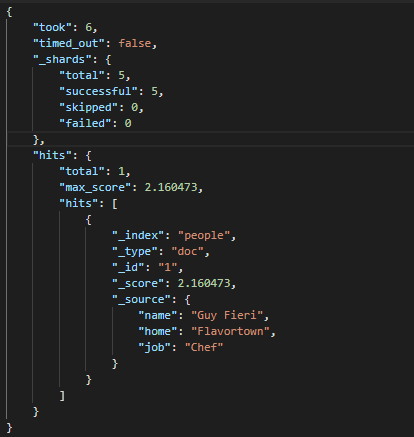 {
    "took": 6,
    "timed_out": false,
    "_shards": {
        "total": 5,
        "successful": 5,
        "skipped": 0,
        "failed": 0
    },
    "hits": {
        "total": 1,
        "max_score": 2.160473,
        "hits": [
            {
                "_index": "people",
                "_type": "doc",
                "_id": "1",
                "_score": 2.160473,
                "_source": {
                    "name": "Guy Fieri",
                    "home": "Flavortown",
                    "job": "Chef"
                }
            }
        ]
    }
}